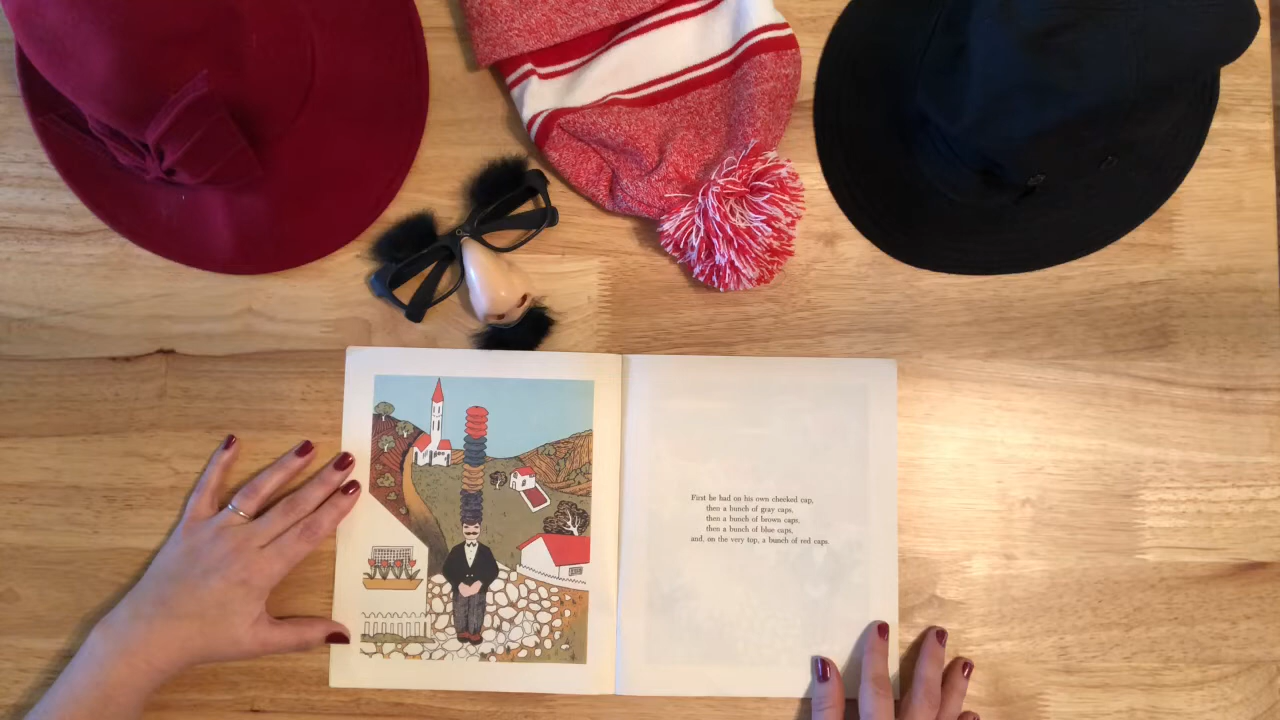 First he had on his own checked cap,
then a bunch of gray caps,
then a bunch of brown caps,
then a bunch of blue caps,
and, on the very top, a bunch of red caps.